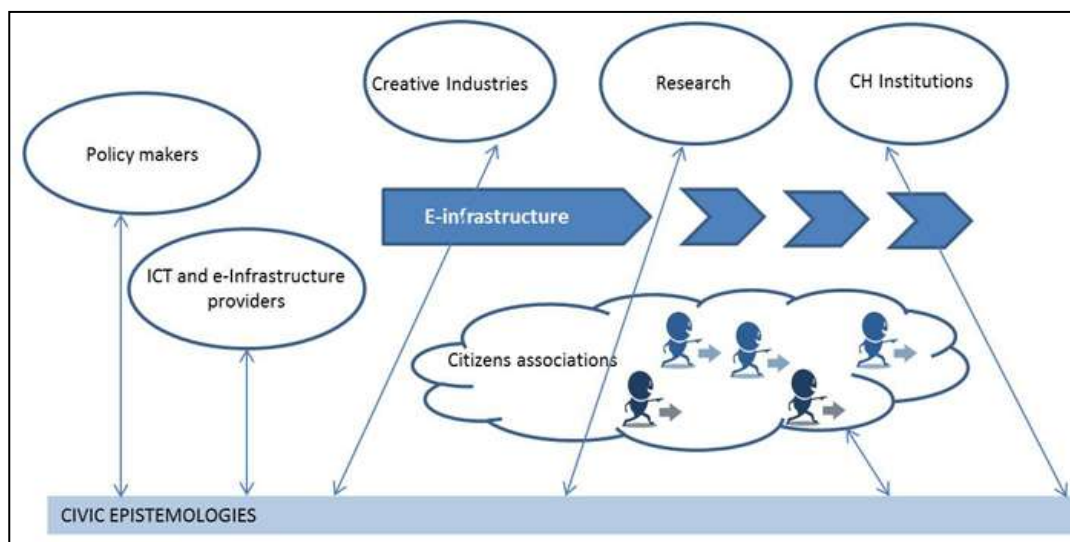 Creative Industries
Research
CH Institutions
Policy makers
E-infrastructure
ICT and e-Infrastructure
providers
Citizens associations
CIVIC EPISTEMOLOGIES